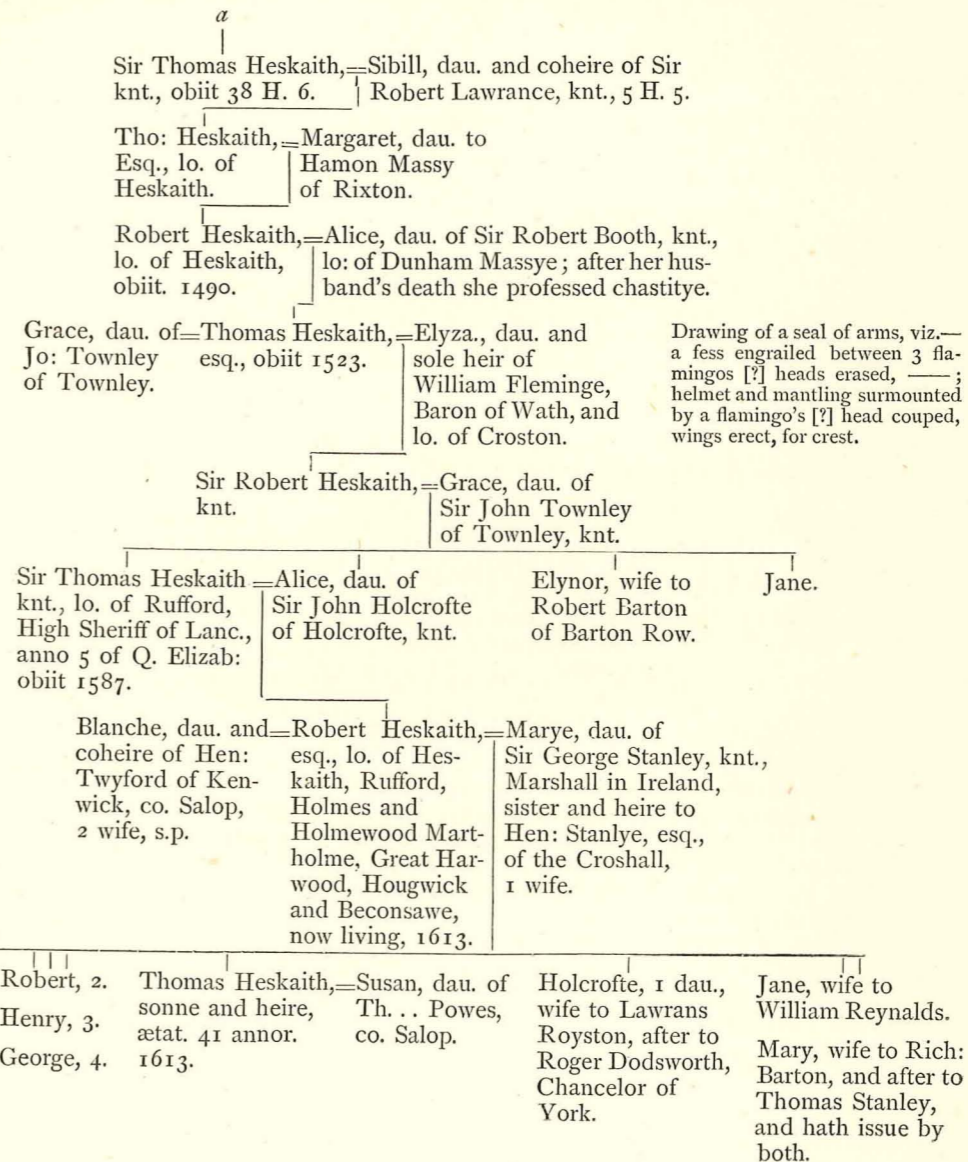 a
Sir Thomas Heskaith,=Sibill, dau. and coheire of Sir
knt., obiit 38 H. 6. Robert Lawrance, knt., 5 H. 5.
Tho: Heskaith,=Margaret, dau. to
Esq., lo. of Hamon Massy
Heskaith. of Rixton.
Robert Heskaith,=Alice, dau. of Sir Robert Booth, knt.,
lo. of Heskaith, lo: of Dunham Massye; after her hus-
obiit. 1490. band's death she professed chastitye.
Grace, dau. of=Thomas Heskaith,=Elyza., dau. and
Jo: Townley esq., obiit 1523. sole heir of
of Townley. William Fleminge,
Baron of Wath, and
lo. of Croston.
Drawing of a seal of arms, viz.—
a fess engrailed between 3 fla-
mingos [?] heads erased, ——;
helmet and mantling surmounted
by a flamingo's [?] head couped,
wings erect, for crest.
Sir Robert Heskaith,=Grace, dau. of
knt. Sir John Townley
of Townley, knt.
Sir Thomas Heskaith=Alice, dau. of
knt., lo. of Rufford, Sir John Holcrofte
High Sheriff of Lanc., of Holcrofte, knt.
anno 5 of Q. Elizab:
obiit 1587.
Elynor, wife to
Robert Barton
of Barton Row.
Jane.
Blanche, dau. and=Robert Heskaith,=Marye, dau. of
coheire of Hen: esq., lo. of Hes- Sir George Stanley, knt.,
Twyford of Ken- kaith, Rufford, Marshall in Ireland,
wick, co. Salop, Holmes and sister and heire to
2 wife, s.p. Holmewood Mart- Hen: Stanlye, esq.,
holme, Great Har- of the Croshall,
wood, Hougwick 1 wife.
and Beconsawe,
now living, 1613.
Robert, 2.
Henry, 3.
George, 4.
Thomas Heskaith,=Susan, dau. of
sonne and heire, Th. . . Powes,
ætat. 41 annor. co. Salop.
1613.
Holcrofte, 1 dau.,
wife to Lawrans
Royston, after to
Roger Dodsworth,
Chancelor of
York.
Jane, wife to
William Reynalds.
Mary, wife to Rich:
Barton, and after to
Thomas Stanley,
and hath issue by
both.